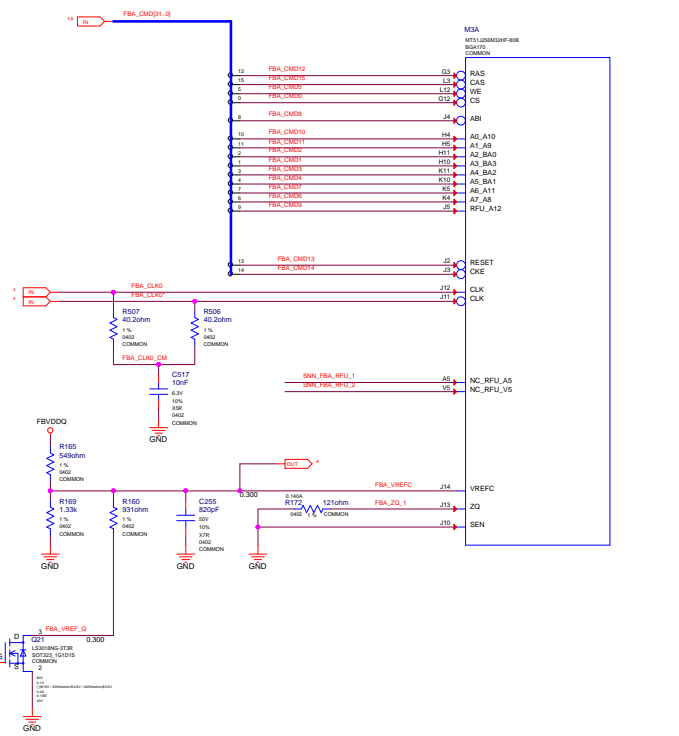 FBA_CMD[31..0]
IN
M3A
MT51J256M32HF-80B
BGA170
COMMON
12 FBA_CMD12 G3 RAS
15 FBA_CMD15 L3 CAS
5 FBA_CMD5 L12 WE
0 FBA_CMD0 G12 CS
8 FBA_CMD8 J4 ABI
10 FBA_CMD10 H4 A0_A10
11 FBA_CMD11 H5 A1_A9
2 FBA_CMD2 H11 A2_BA0
1 FBA_CMD1 H10 A3_BA3
3 FBA_CMD3 K11 A4_BA2
4 FBA_CMD4 K10 A5_BA1
7 FBA_CMD7 K5 A6_A11
6 FBA_CMD6 K4 A7_A8
9 FBA_CMD9 J5 RFU_A12
13 FBA_CMD13 J2 RESET
14 FBA_CMD14 J3 CKE
IN FBA_CLK0 J12 CLK
IN FBA_CLK0* J11 CLK
R507
40.2ohm
1 %
0402
COMMON
R506
40.2ohm
1 %
0402
COMMON
FBA_CLK0_CM
C517
10nF
6.3V
10%
X5R
0402
COMMON
GND
SNN_FBA_RFU_1 A5 NC_RFU_A5
SNN_FBA_RFU_2 V5 NC_RFU_V5
FBVDDQ
R165
549ohm
1 %
0402
COMMON
OUT
0.300
FBA_VREFC J14 VREFC
R169
1.33k
1 %
0402
COMMON
GND
R160
931ohm
1 %
0402
COMMON
C255
820pF
50V
10%
X7R
0402
COMMON
GND
0.140A
R172 121ohm
0402 1 % COMMON
FBA_ZQ_1 J13 ZQ
J10 SEN
GND
3 FBA_VREF_Q
0.300
D
G
S
Q21
LS3018NG-3T3R
SOT323_1G1D1S
COMMON
2
GND